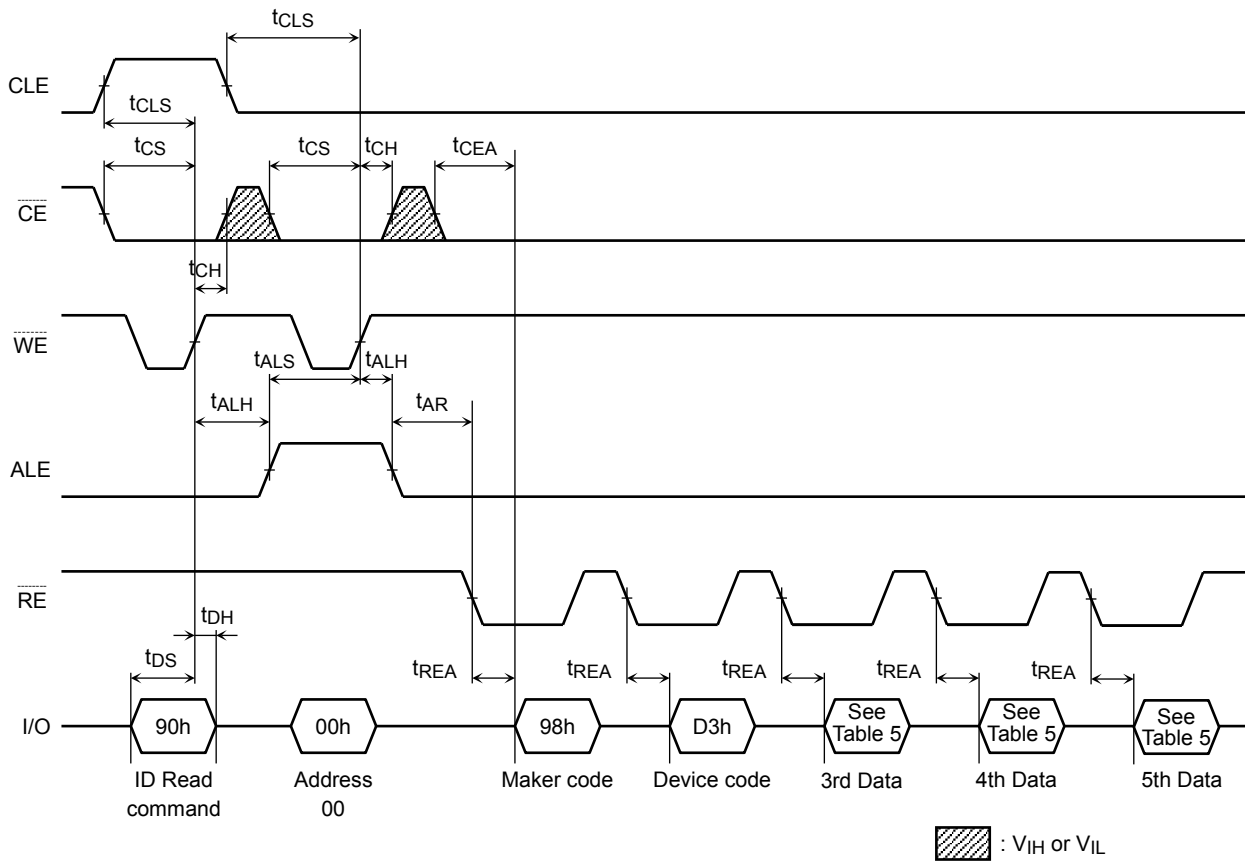 tCLS
CLE
tCLS
tCS tCS tCH tCEA
CE
tCH
WE
tALS tALH
tALH tAR
ALE
RE
tDH
tDS tREA tREA tREA tREA tREA
I/O 90h 00h 98h D3h See Table 5 See Table 5 See Table 5
ID Read command Address 00 Maker code Device code 3rd Data 4th Data 5th Data
: VIH or VIL